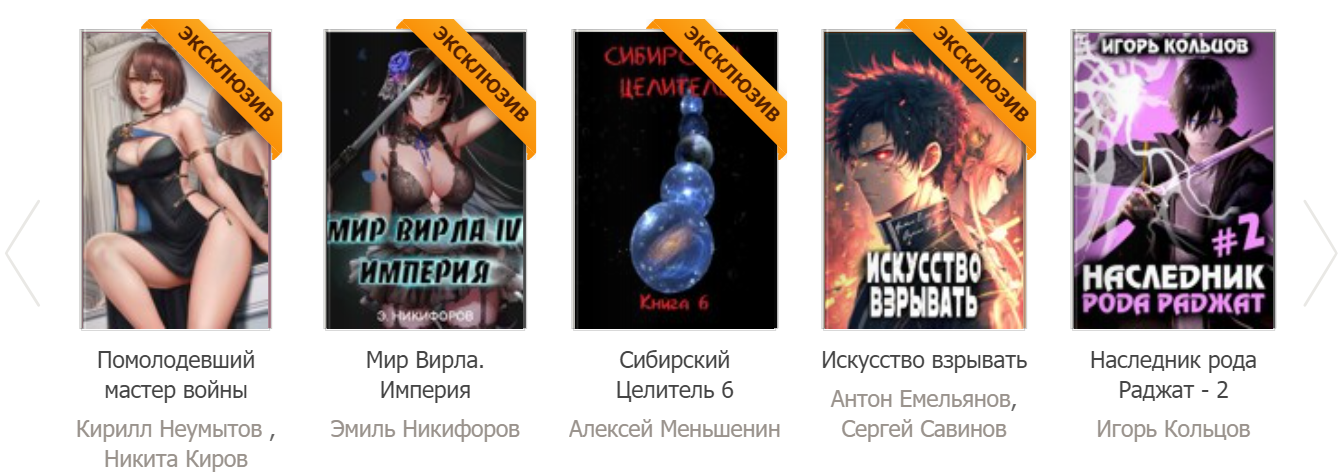 ЭКСКЛЮЗИВ
Помолодевший
мастер войны
Кирилл Неумытов ,
Никита Киров
ЭКСКЛЮЗИВ
МИР ВИРЛА IV
ИМПЕРИЯ
Э. НИКИФОРОВ
Мир Вирла.
Империя
Эмиль Никифоров
ЭКСКЛЮЗИВ
ЦЕЛИТЕЛЬ
Книга 6
Сибирский
Целитель 6
Алексей Меньшенин
ЭКСКЛЮЗИВ
ИСКУССТВО
ВЗРЫВАТЬ
Искусство взрывать
Антон Емельянов,
Сергей Савинов
ИГОРЬ КОЛЬЦОВ
#2
НАСЛЕДНИК
РОДА РАДЖАТ
Наследник рода
Раджат - 2
Игорь Кольцов